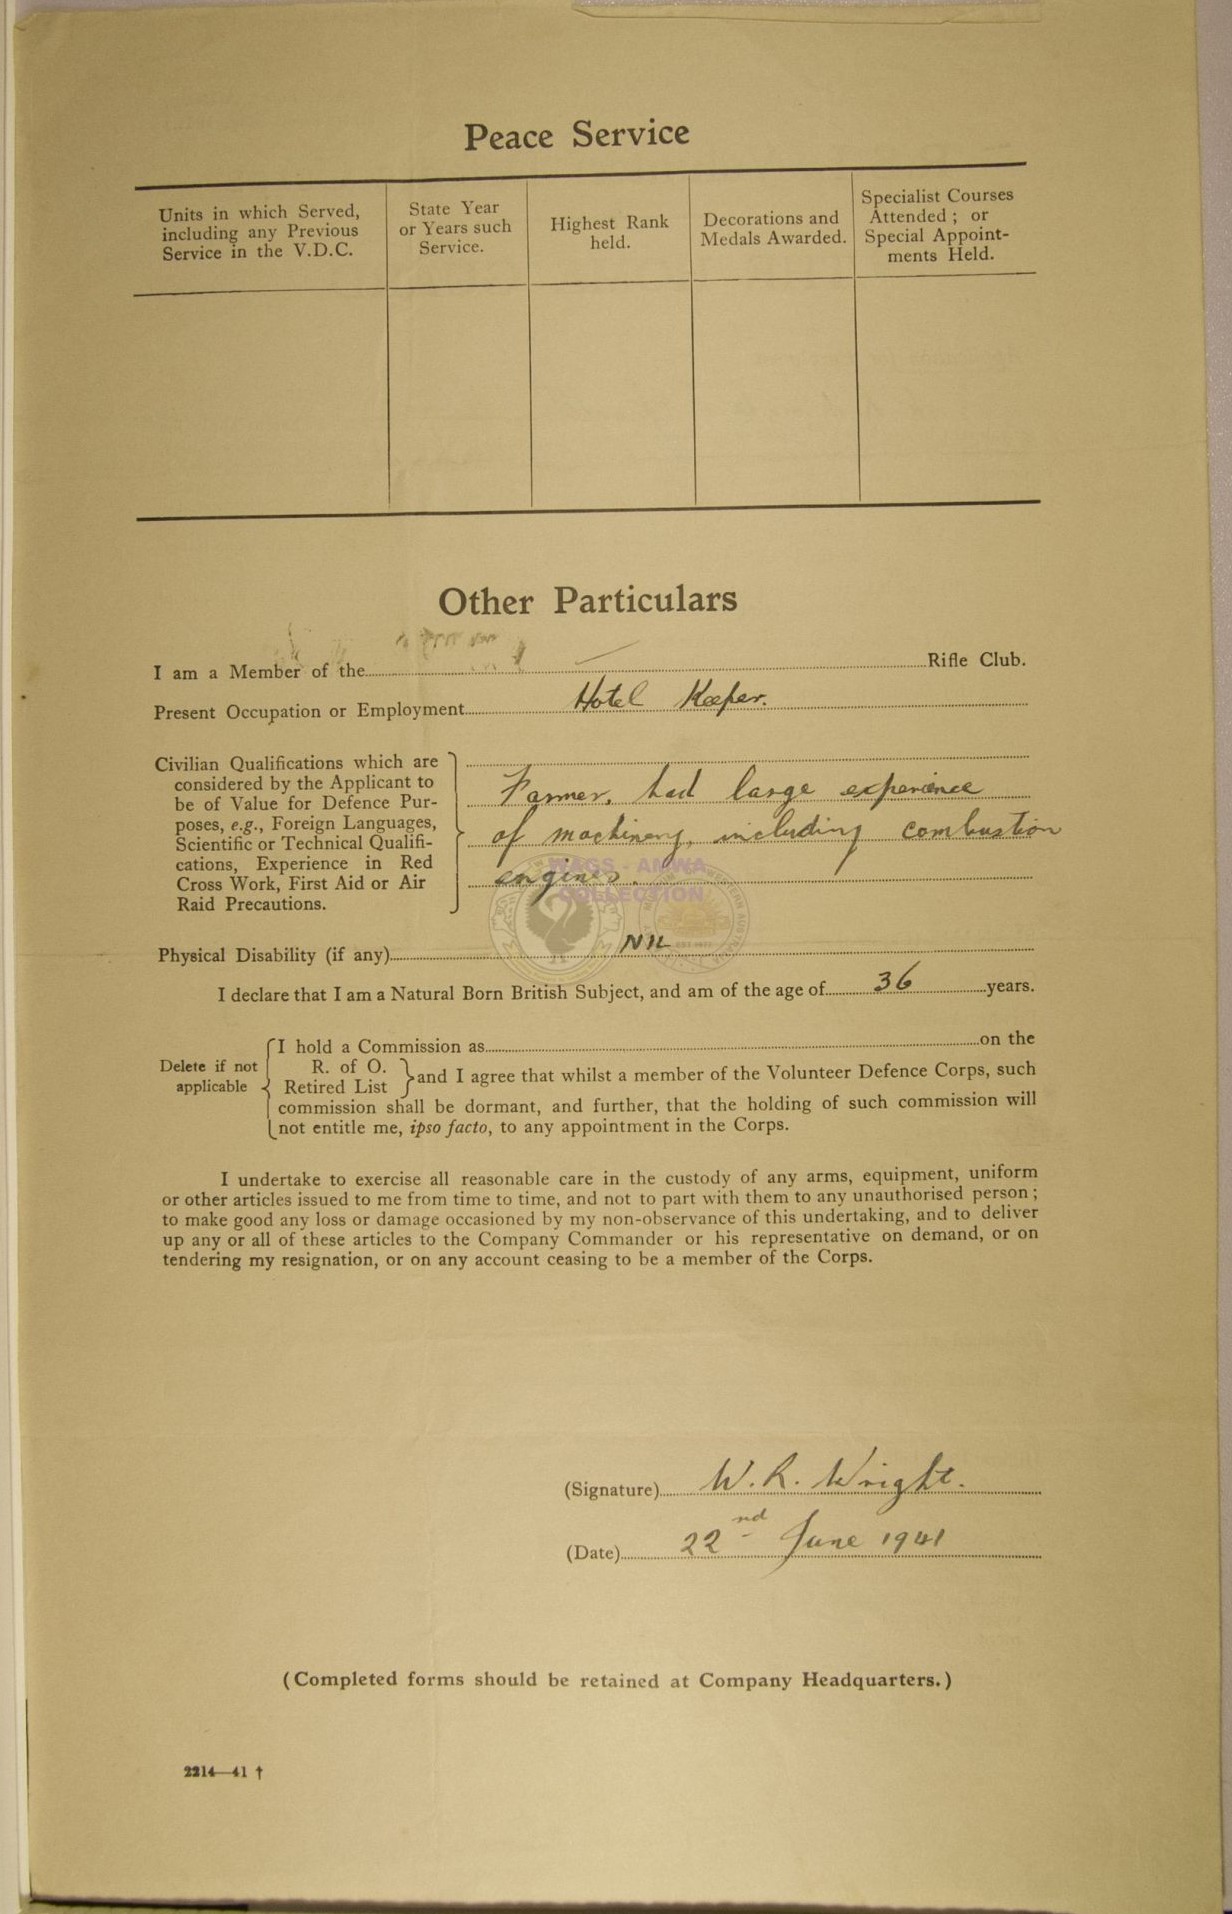 Peace Service
Units in which Served,
including any Previous
Service in the V.D.C.
State Year
or Years such
Service.
Highest Rank
held.
Decorations and
Medals Awarded.
Specialist Courses
Attended ; or
Special Appoint-
ments Held.
Other Particulars
I am a Member of the Rifle Club.
Present Occupation or Employment Hotel Keeper.
Civilian Qualifications which are
considered by the Applicant to
be of Value for Defence Pur-
poses, e.g., Foreign Languages,
Scientific or Technical Qualifi-
cations, Experience in Red
Cross Work, First Aid or Air
Raid Precautions.
Farmer, had large experience
of machinery, including combustion
engines.
WAGS - AMWA
COLLECTION
Physical Disability (if any) Nil
I declare that I am a Natural Born British Subject, and am of the age of 36 years.
Delete if not
applicable
I hold a Commission as on the
R. of O.
Retired List
and I agree that whilst a member of the Volunteer Defence Corps, such
commission shall be dormant, and further, that the holding of such commission will
not entitle me, ipso facto, to any appointment in the Corps.
I undertake to exercise all reasonable care in the custody of any arms, equipment, uniform
or other articles issued to me from time to time, and not to part with them to any unauthorised person ;
to make good any loss or damage occasioned by my non-observance of this undertaking, and to deliver
up any or all of these articles to the Company Commander or his representative on demand, or on
tendering my resignation, or on any account ceasing to be a member of the Corps.
(Signature) W. R. Wright.
(Date) 22nd June 1941
(Completed forms should be retained at Company Headquarters.)
2214—41 †